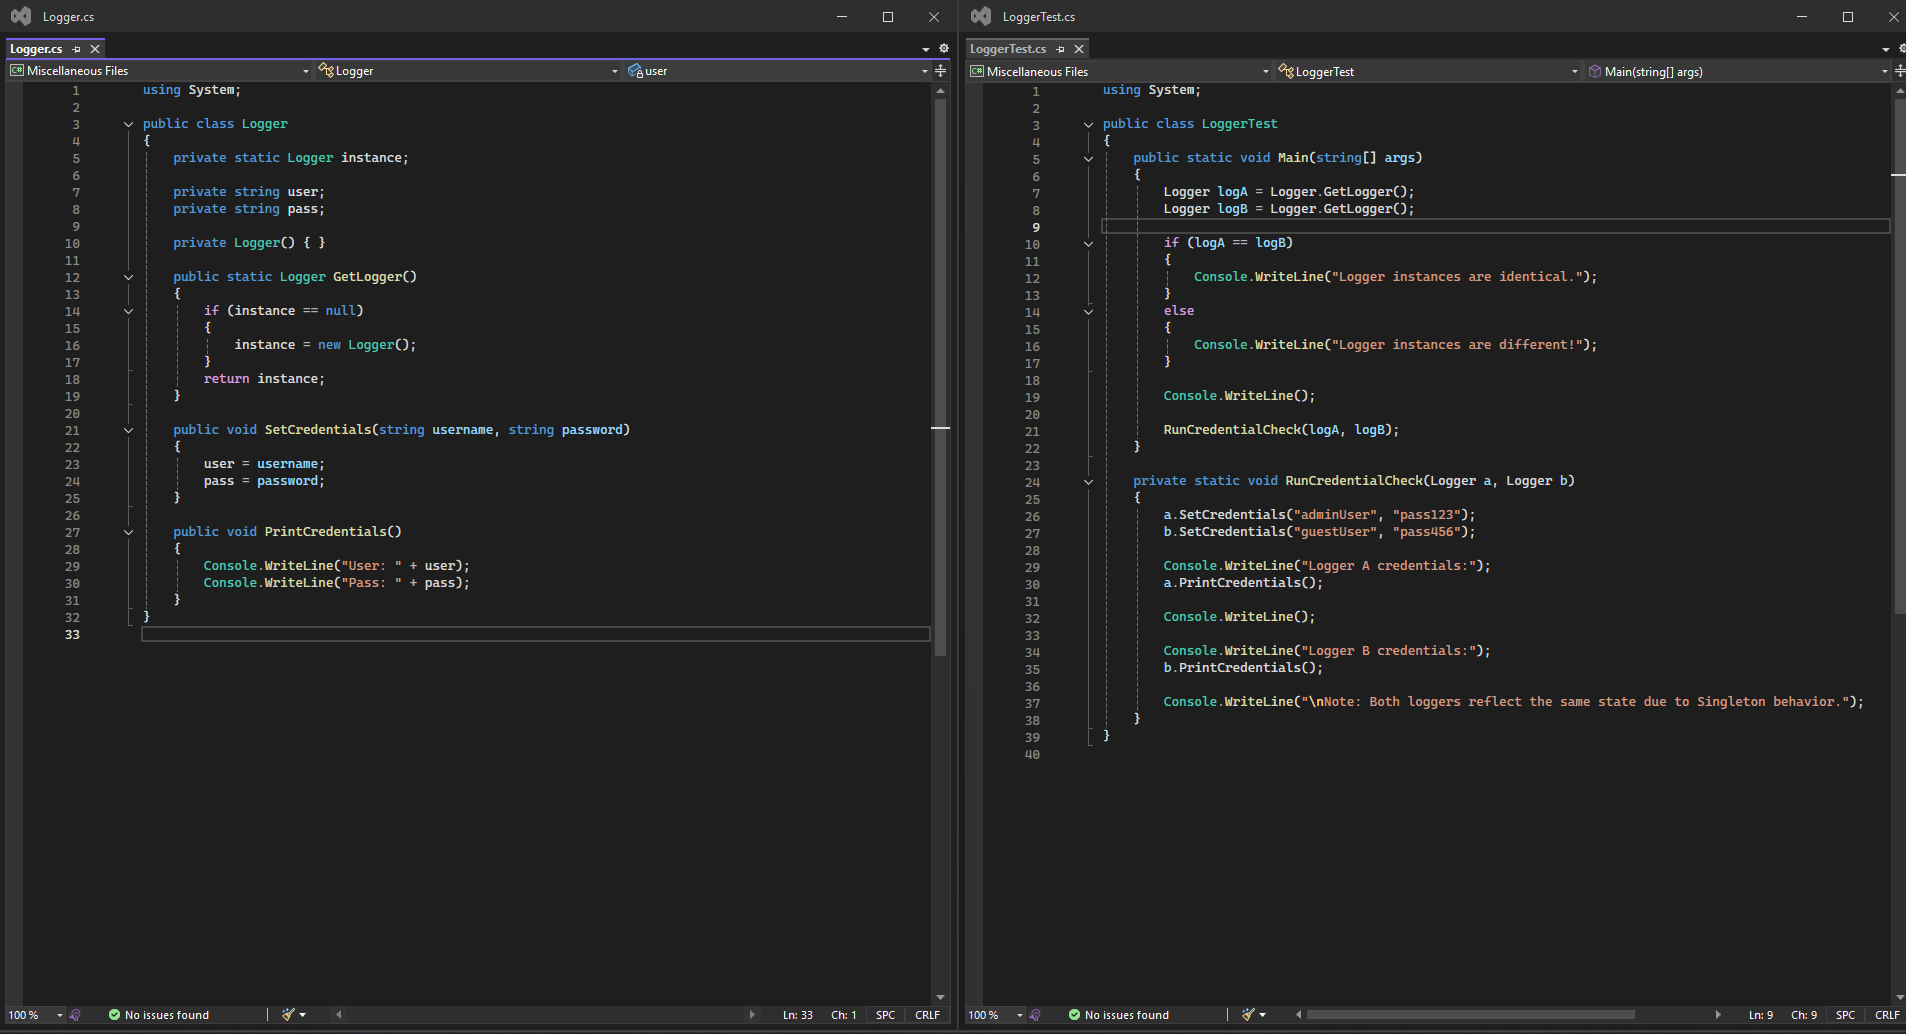 Logger.cs
Logger.cs
Miscellaneous Files
Logger
user
1 using System;
2
3 public class Logger
4 {
5 private static Logger instance;
6
7 private string user;
8 private string pass;
9
10 private Logger() { }
11
12 public static Logger GetLogger()
13 {
14 if (instance == null)
15 {
16 instance = new Logger();
17 }
18 return instance;
19 }
20
21 public void SetCredentials(string username, string password)
22 {
23 user = username;
24 pass = password;
25 }
26
27 public void PrintCredentials()
28 {
29 Console.WriteLine("User: " + user);
30 Console.WriteLine("Pass: " + pass);
31 }
32 }
33
100 %
No issues found
Ln: 33 Ch: 1 SPC CRLF
LoggerTest.cs
LoggerTest.cs
C# Miscellaneous Files
LoggerTest
Main(string[] args)
1 using System;
2
3 public class LoggerTest
4 {
5 public static void Main(string[] args)
6 {
7 Logger logA = Logger.GetLogger();
8 Logger logB = Logger.GetLogger();
9
10 if (logA == logB)
11 {
12 Console.WriteLine("Logger instances are identical.");
13 }
14 else
15 {
16 Console.WriteLine("Logger instances are different!");
17 }
18
19 Console.WriteLine();
20
21 RunCredentialCheck(logA, logB);
22 }
23
24 private static void RunCredentialCheck(Logger a, Logger b)
25 {
26 a.SetCredentials("adminUser", "pass123");
27 b.SetCredentials("guestUser", "pass456");
28
29 Console.WriteLine("Logger A credentials:");
30 a.PrintCredentials();
31
32 Console.WriteLine();
33
34 Console.WriteLine("Logger B credentials:");
35 b.PrintCredentials();
36
37 Console.WriteLine("\nNote: Both loggers reflect the same state due to Singleton behavior.");
38 }
39 }
40
100 %
No issues found
Ln: 9 Ch: 9 SPC CRLF